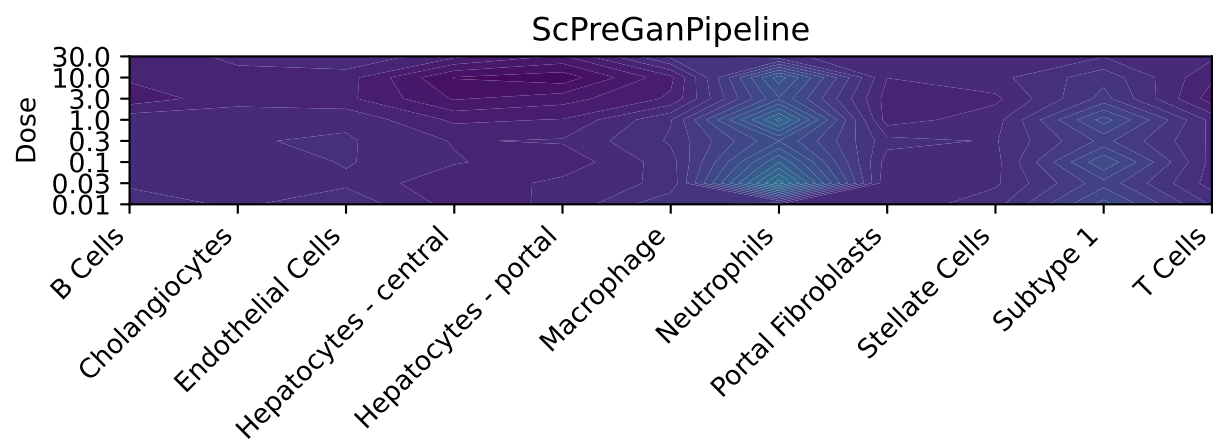 ScPreGanPipeline
Dose
30.0
10.0
3.0
1.0
0.3
0.1
0.03
0.01
B Cells
Cholangiocytes
Endothelial Cells
Hepatocytes - central
Hepatocytes - portal
Macrophage
Neutrophils
Portal Fibroblasts
Stellate Cells
Subtype 1
T Cells